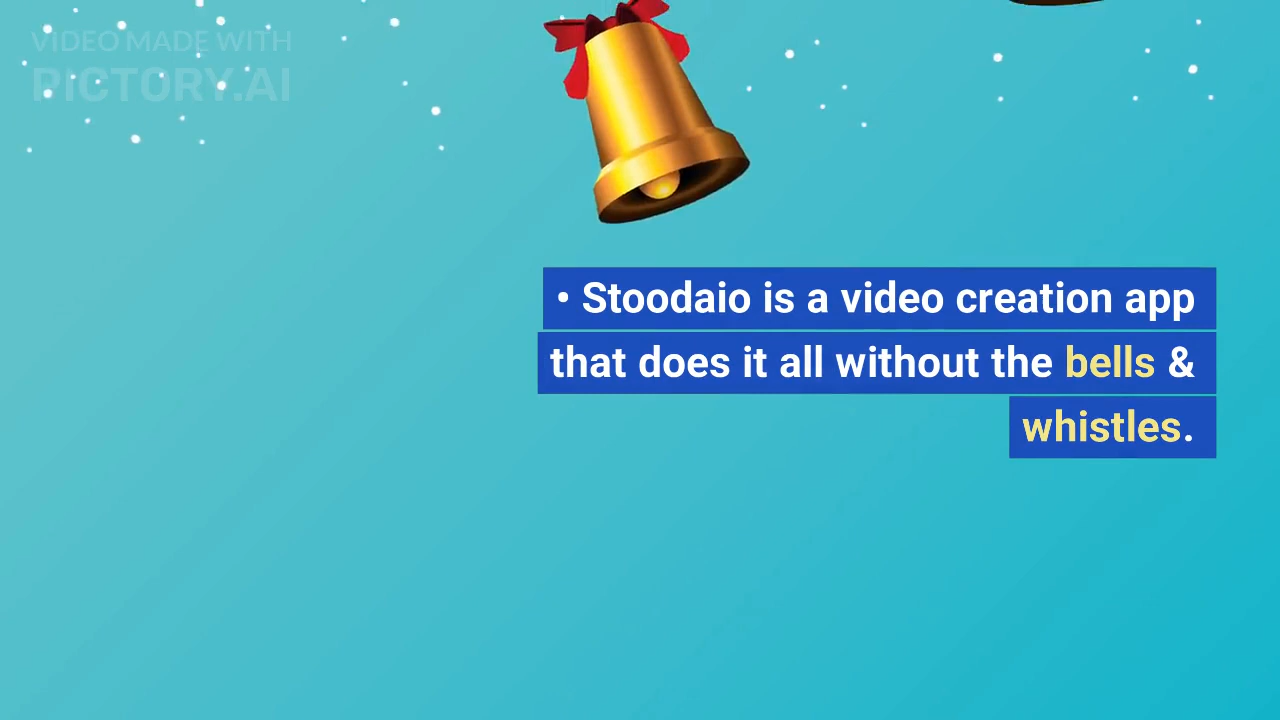 VIDEO MADE WITH
PICTORY.AI
• Stoodaio is a video creation app
that does it all without the bells &
whistles.